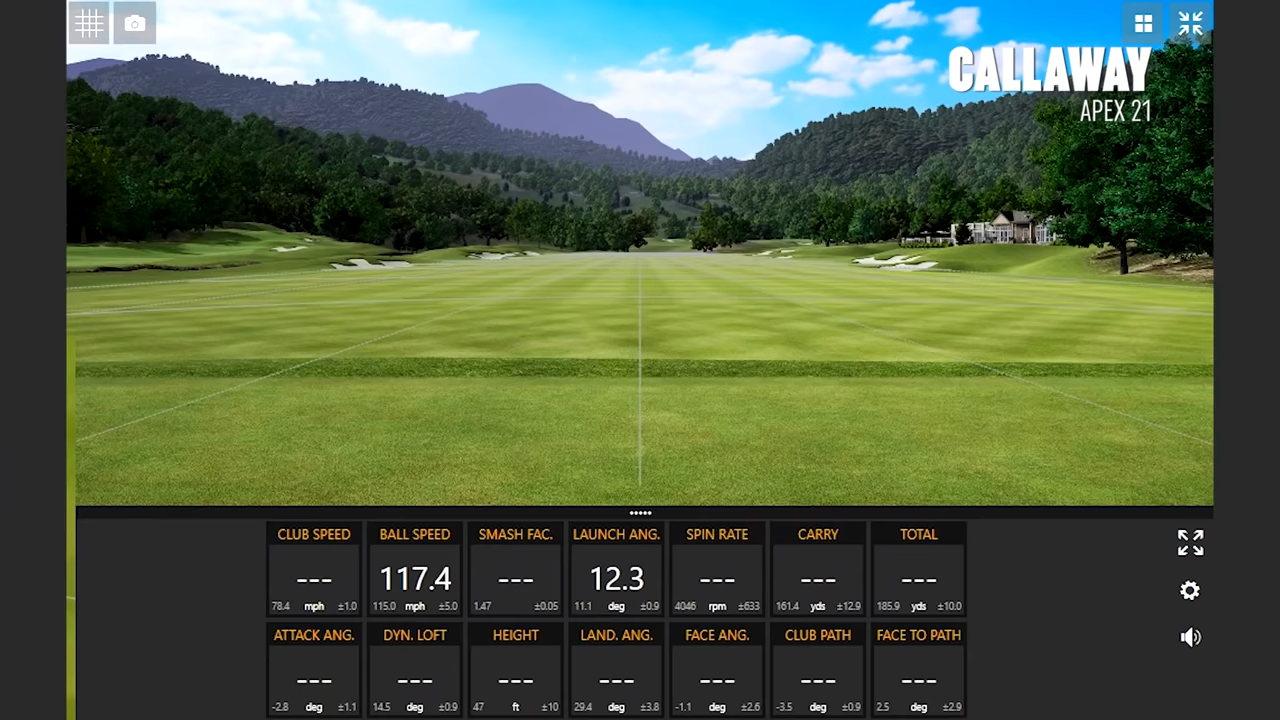 CALLAWAY
APEX 21
CLUB SPEED BALL SPEED SMASH FAC. LAUNCH ANG. SPIN RATE CARRY TOTAL
--- 117.4 --- 12.3 --- --- ---
78.4 mph ±1.0 115.0 mph ±5.0 1.47 ±0.05 11.1 deg ±0.9 4046 rpm ±633 161.4 yds ±12.9 185.9 yds ±10.0
ATTACK ANG. DYN. LOFT HEIGHT LAND. ANG. FACE ANG. CLUB PATH FACE TO PATH
--- --- --- --- --- --- ---
-2.8 deg ±1.1 14.5 deg ±0.9 47 ft ±10 29.4 deg ±3.8 -1.1 deg ±2.6 -3.5 deg ±0.9 2.5 deg ±2.9